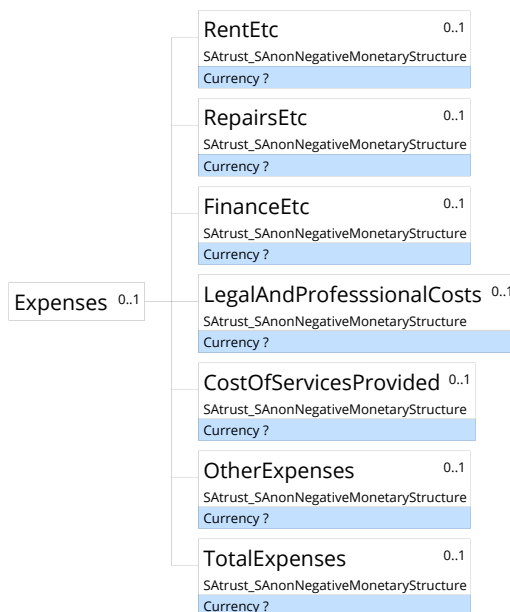 RentEtc 0..1
SAtrust_SAnonNegativeMonetaryStructure
Currency ?
RepairsEtc 0..1
SAtrust_SAnonNegativeMonetaryStructure
Currency ?
FinanceEtc 0..1
SAtrust_SAnonNegativeMonetaryStructure
Currency ?
Expenses 0..1
LegalAndProfesssionalCosts 0..1
SAtrust_SAnonNegativeMonetaryStructure
Currency ?
CostOfServicesProvided 0..1
SAtrust_SAnonNegativeMonetaryStructure
Currency ?
OtherExpenses 0..1
SAtrust_SAnonNegativeMonetaryStructure
Currency ?
TotalExpenses 0..1
SAtrust_SAnonNegativeMonetaryStructure
Currency ?